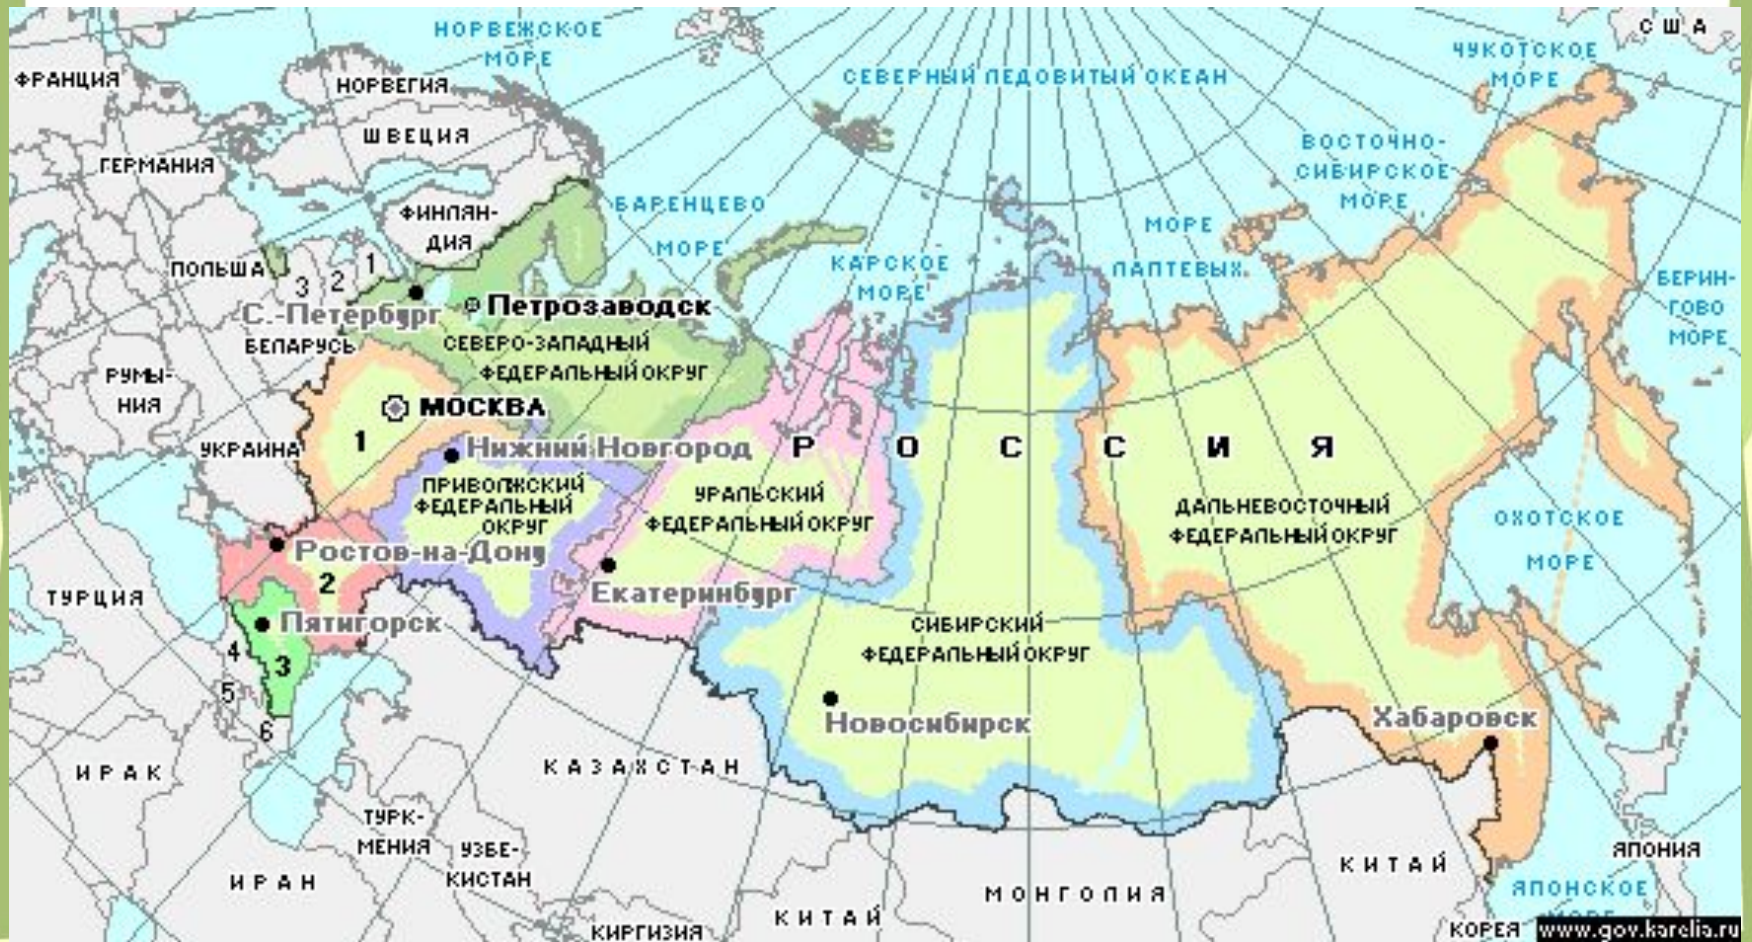 США
НОРВЕЖСКОЕ
МОРЕ
ЧУКОТСКОЕ
МОРЕ
ФРАНЦИЯ
НОРВЕГИЯ
СЕВЕРНЫЙ ЛЕДОВИТЫЙ ОКЕАН
ШВЕЦИЯ
ГЕРМАНИЯ
ВОСТОЧНО-
СИБИРСКОЕ
МОРЕ
ФИНЛЯН-
ДИЯ
БАРЕНЦЕВО
МОРЕ
МОРЕ
ЛАПТЕВЫХ
КАРСКОЕ
МОРЕ
ПОЛЬША
3
2
1
БЕРИН-
ГОВО
МОРЕ
С.-Петербург
Петрозаводск
БЕЛАРУСЬ
СЕВЕРО-ЗАПАДНЫЙ
ФЕДЕРАЛЬНЫЙ ОКРУГ
РУМЫ-
НИЯ
МОСКВА
1
УКРАИНА
Нижний Новгород
РОССИЯ
ПРИВОЛЖСКИЙ
ФЕДЕРАЛЬНЫЙ
ОКРУГ
УРАЛЬСКИЙ
ФЕДЕРАЛЬНЫЙ ОКРУГ
ДАЛЬНЕВОСТОЧНЫЙ
ФЕДЕРАЛЬНЫЙ ОКРУГ
ОХОТСКОЕ
МОРЕ
Ростов-на-Дону
2
ТУРЦИЯ
Екатеринбург
Пятигорск
СИБИРСКИЙ
ФЕДЕРАЛЬНЫЙ ОКРУГ
4
3
5
6
Новосибирск
Хабаровск
ИРАК
КАЗАХСТАН
ТУРК-
МЕНИЯ
УЗБЕ-
КИСТАН
ИРАН
ЯПОНИЯ
КИТАЙ
МОНГОЛИЯ
ЯПОНСКОЕ
МОРЕ
КИТАЙ
КИРГИЗИЯ
КОРЕЯ
www.gov.karelia.ru